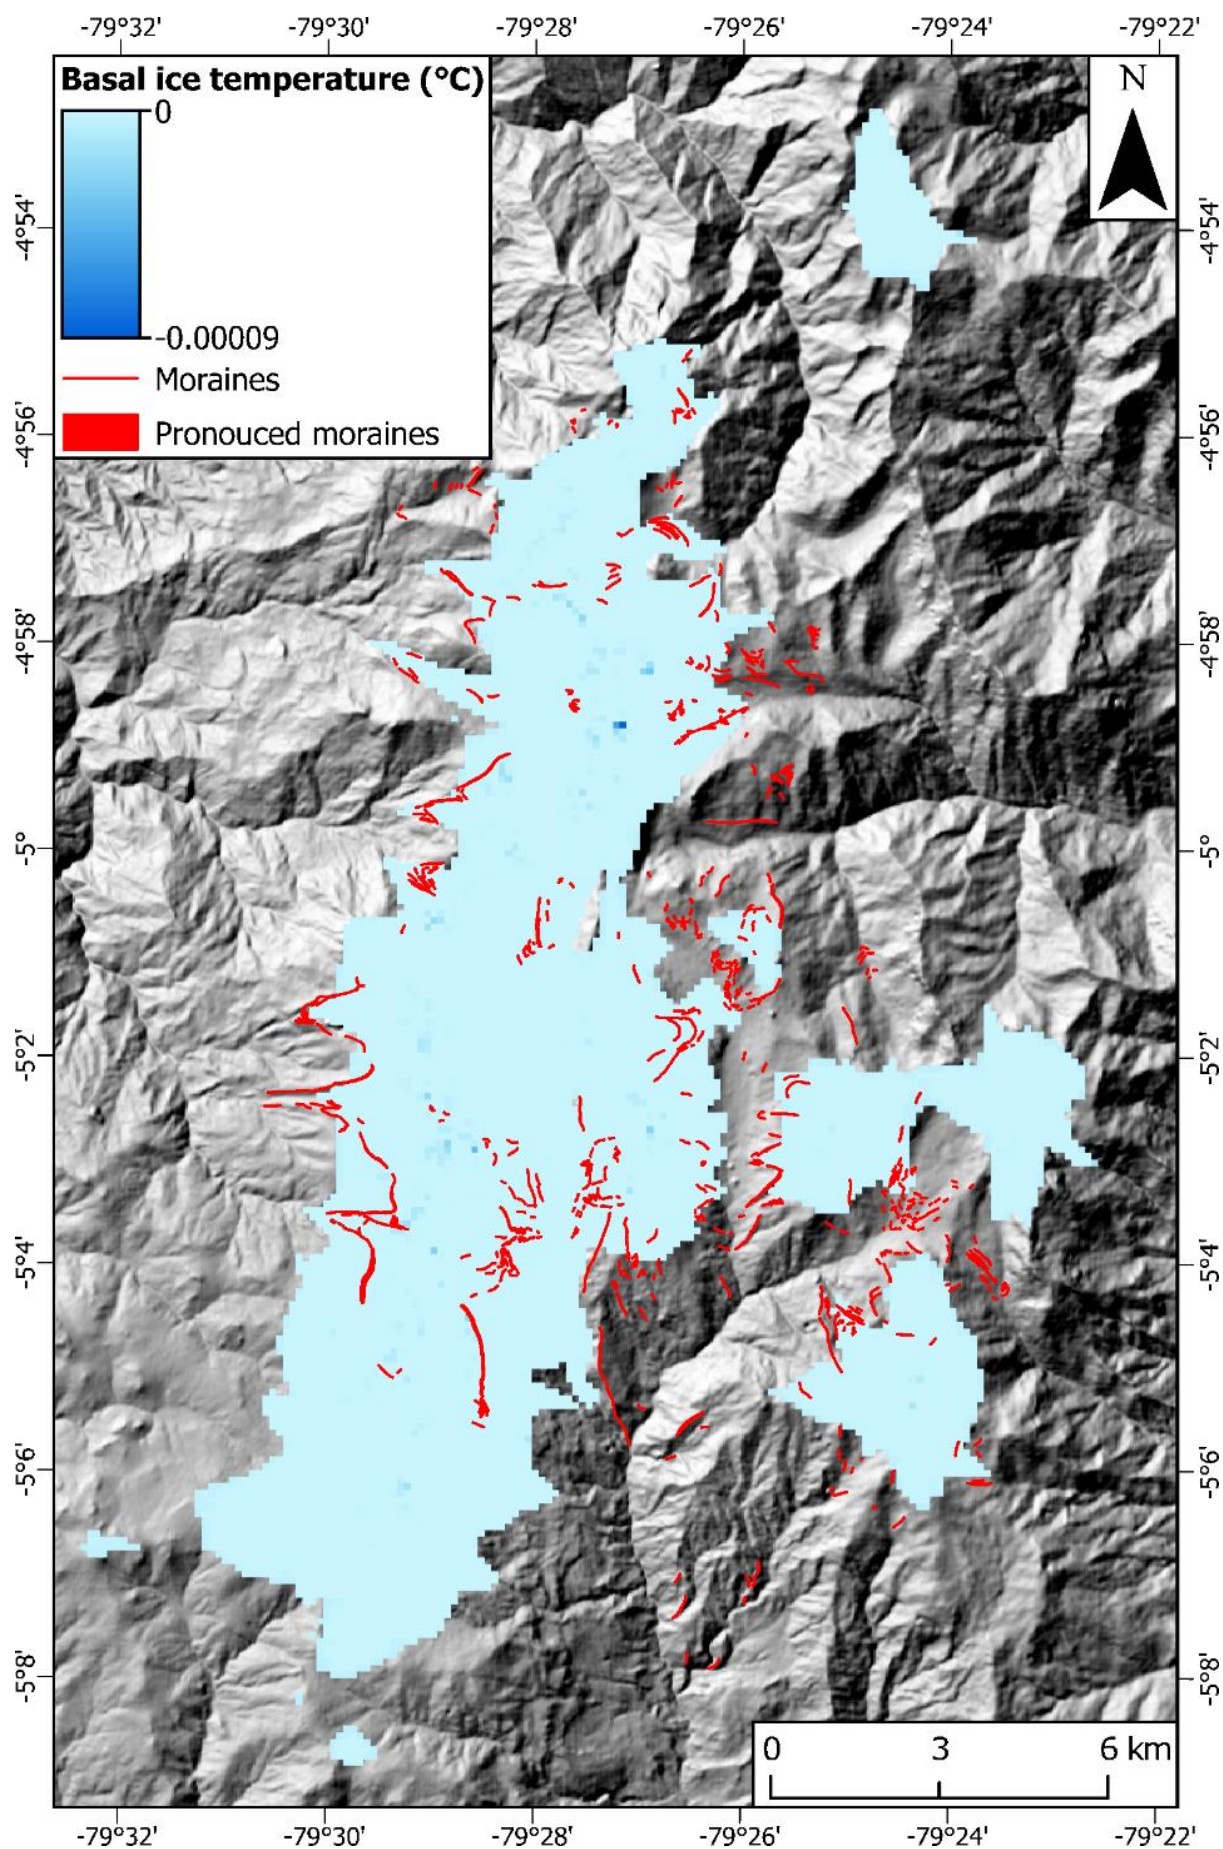 -79°32' -79°30' -79°28' -79°26' -79°24' -79°22'
Basal ice temperature (°C)
0
-0.00009
Moraines
Pronouced moraines
N
-4°54' -4°54'
-4°56' -4°56'
-4°58' -4°58'
-5° -5°
-5°2' -5°2'
-5°4' -5°4'
-5°6' -5°6'
-5°8' -5°8'
0 3 6 km
-79°32' -79°30' -79°28' -79°26' -79°24' -79°22'